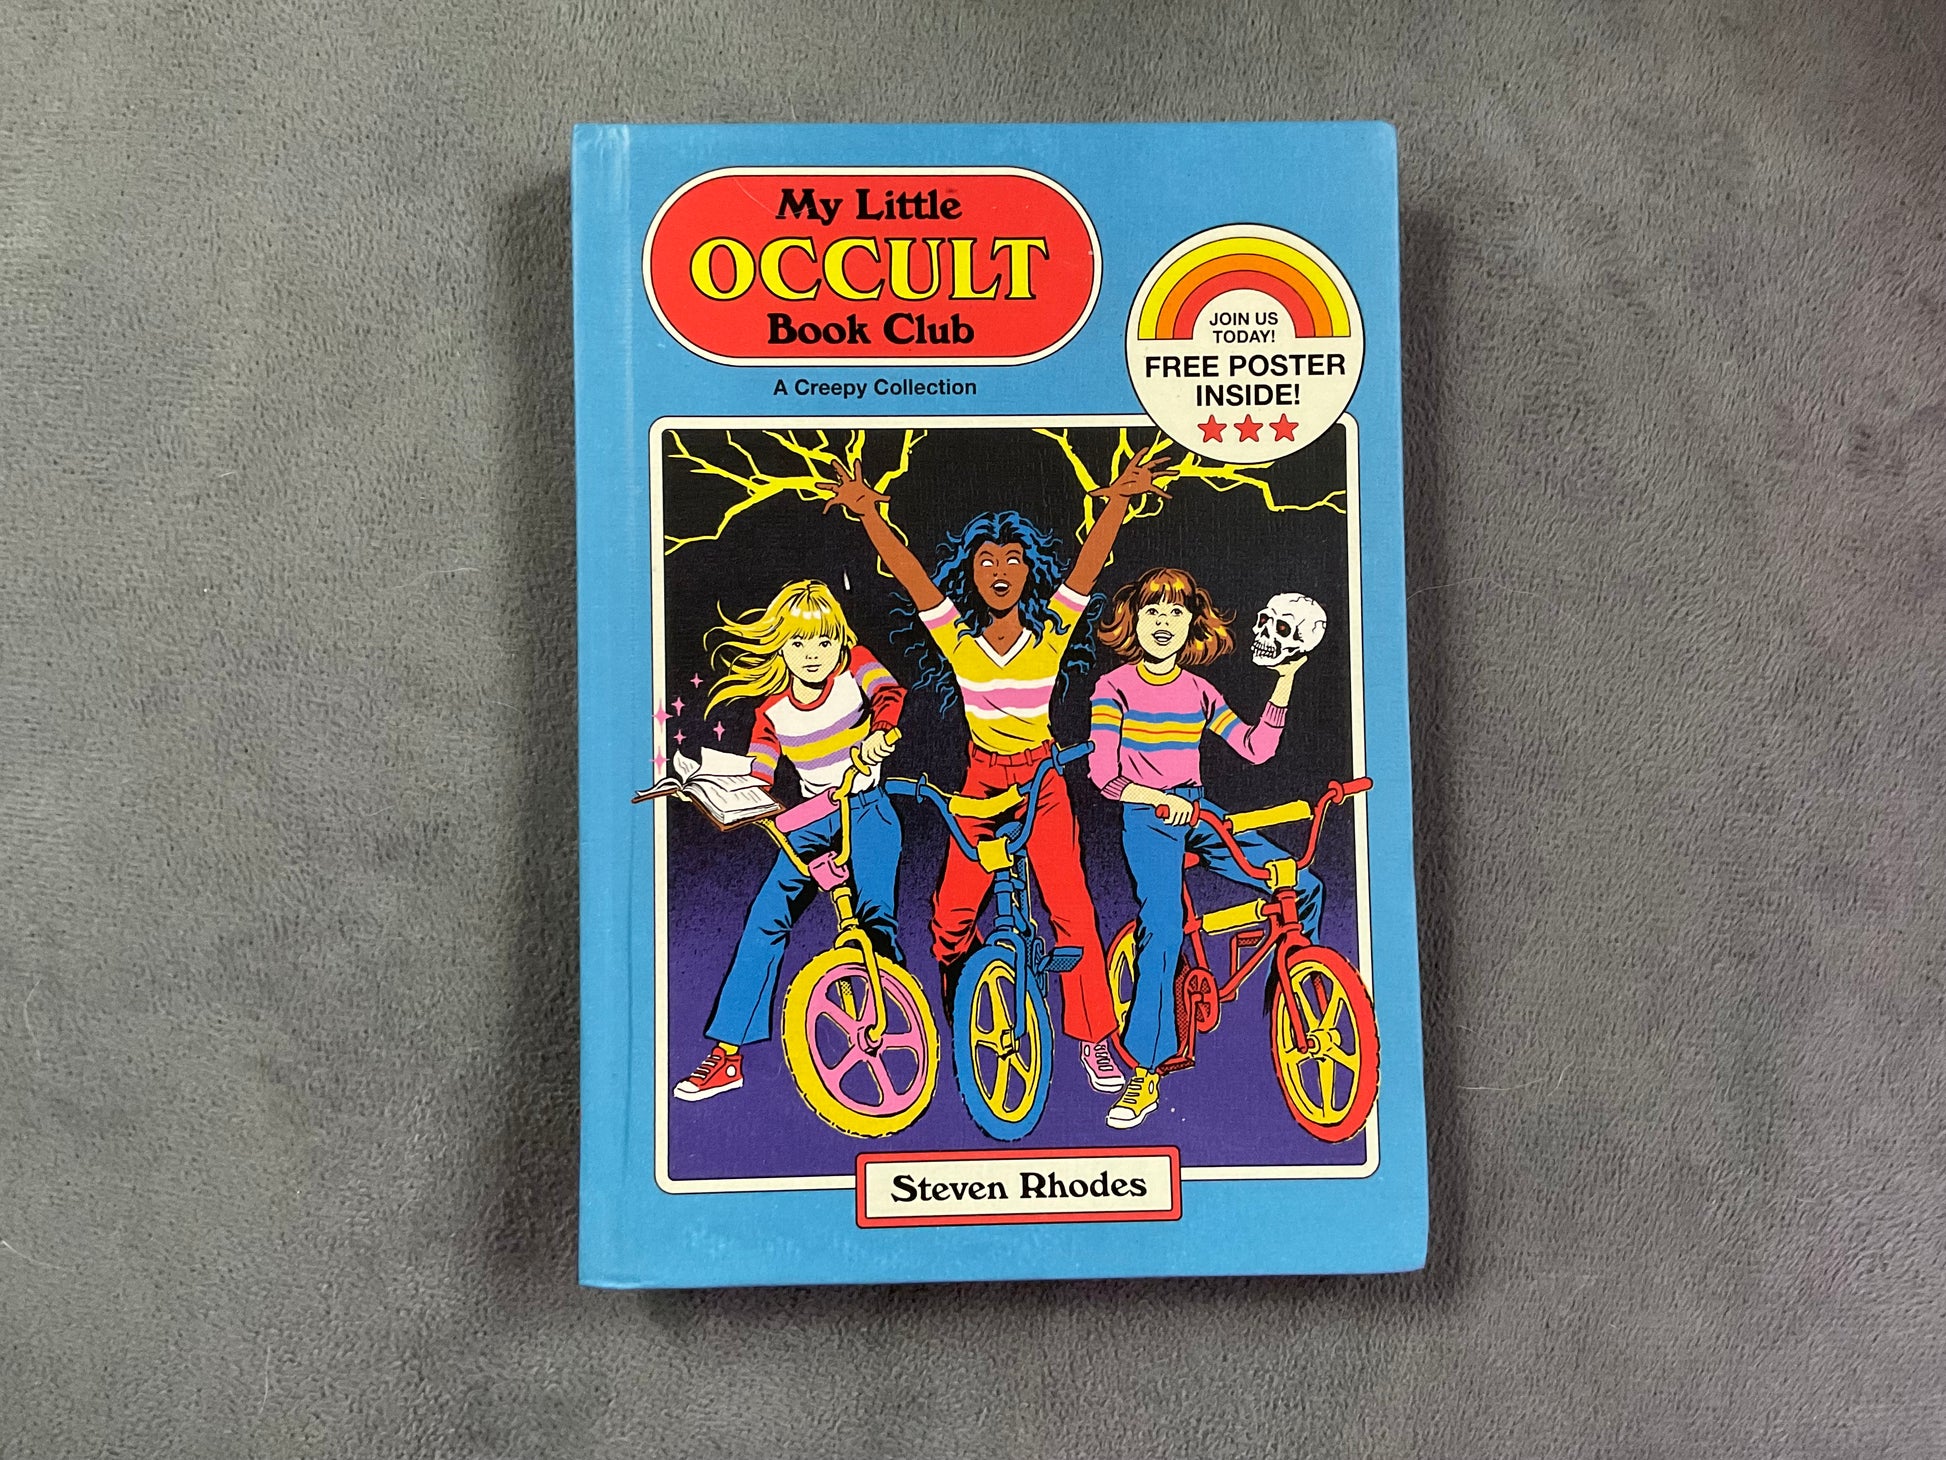 My Little
OCCULT
Book Club
A Creepy Collection
JOIN US
TODAY!
FREE POSTER
INSIDE!
Steven Rhodes